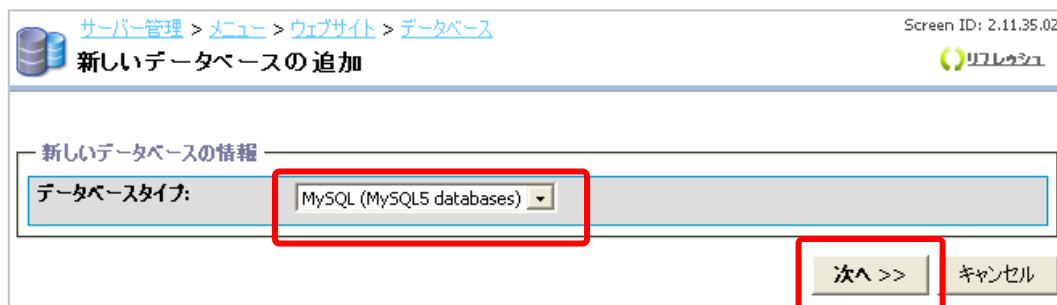 サーバー管理 > メニュー > ウェブサイト > データベース
Screen ID: 2.11.35.02
新しいデータベースの追加
リフレッシュ
新しいデータベースの情報
データベースタイプ:
MySQL (MySQL5 databases)
次へ >>
キャンセル